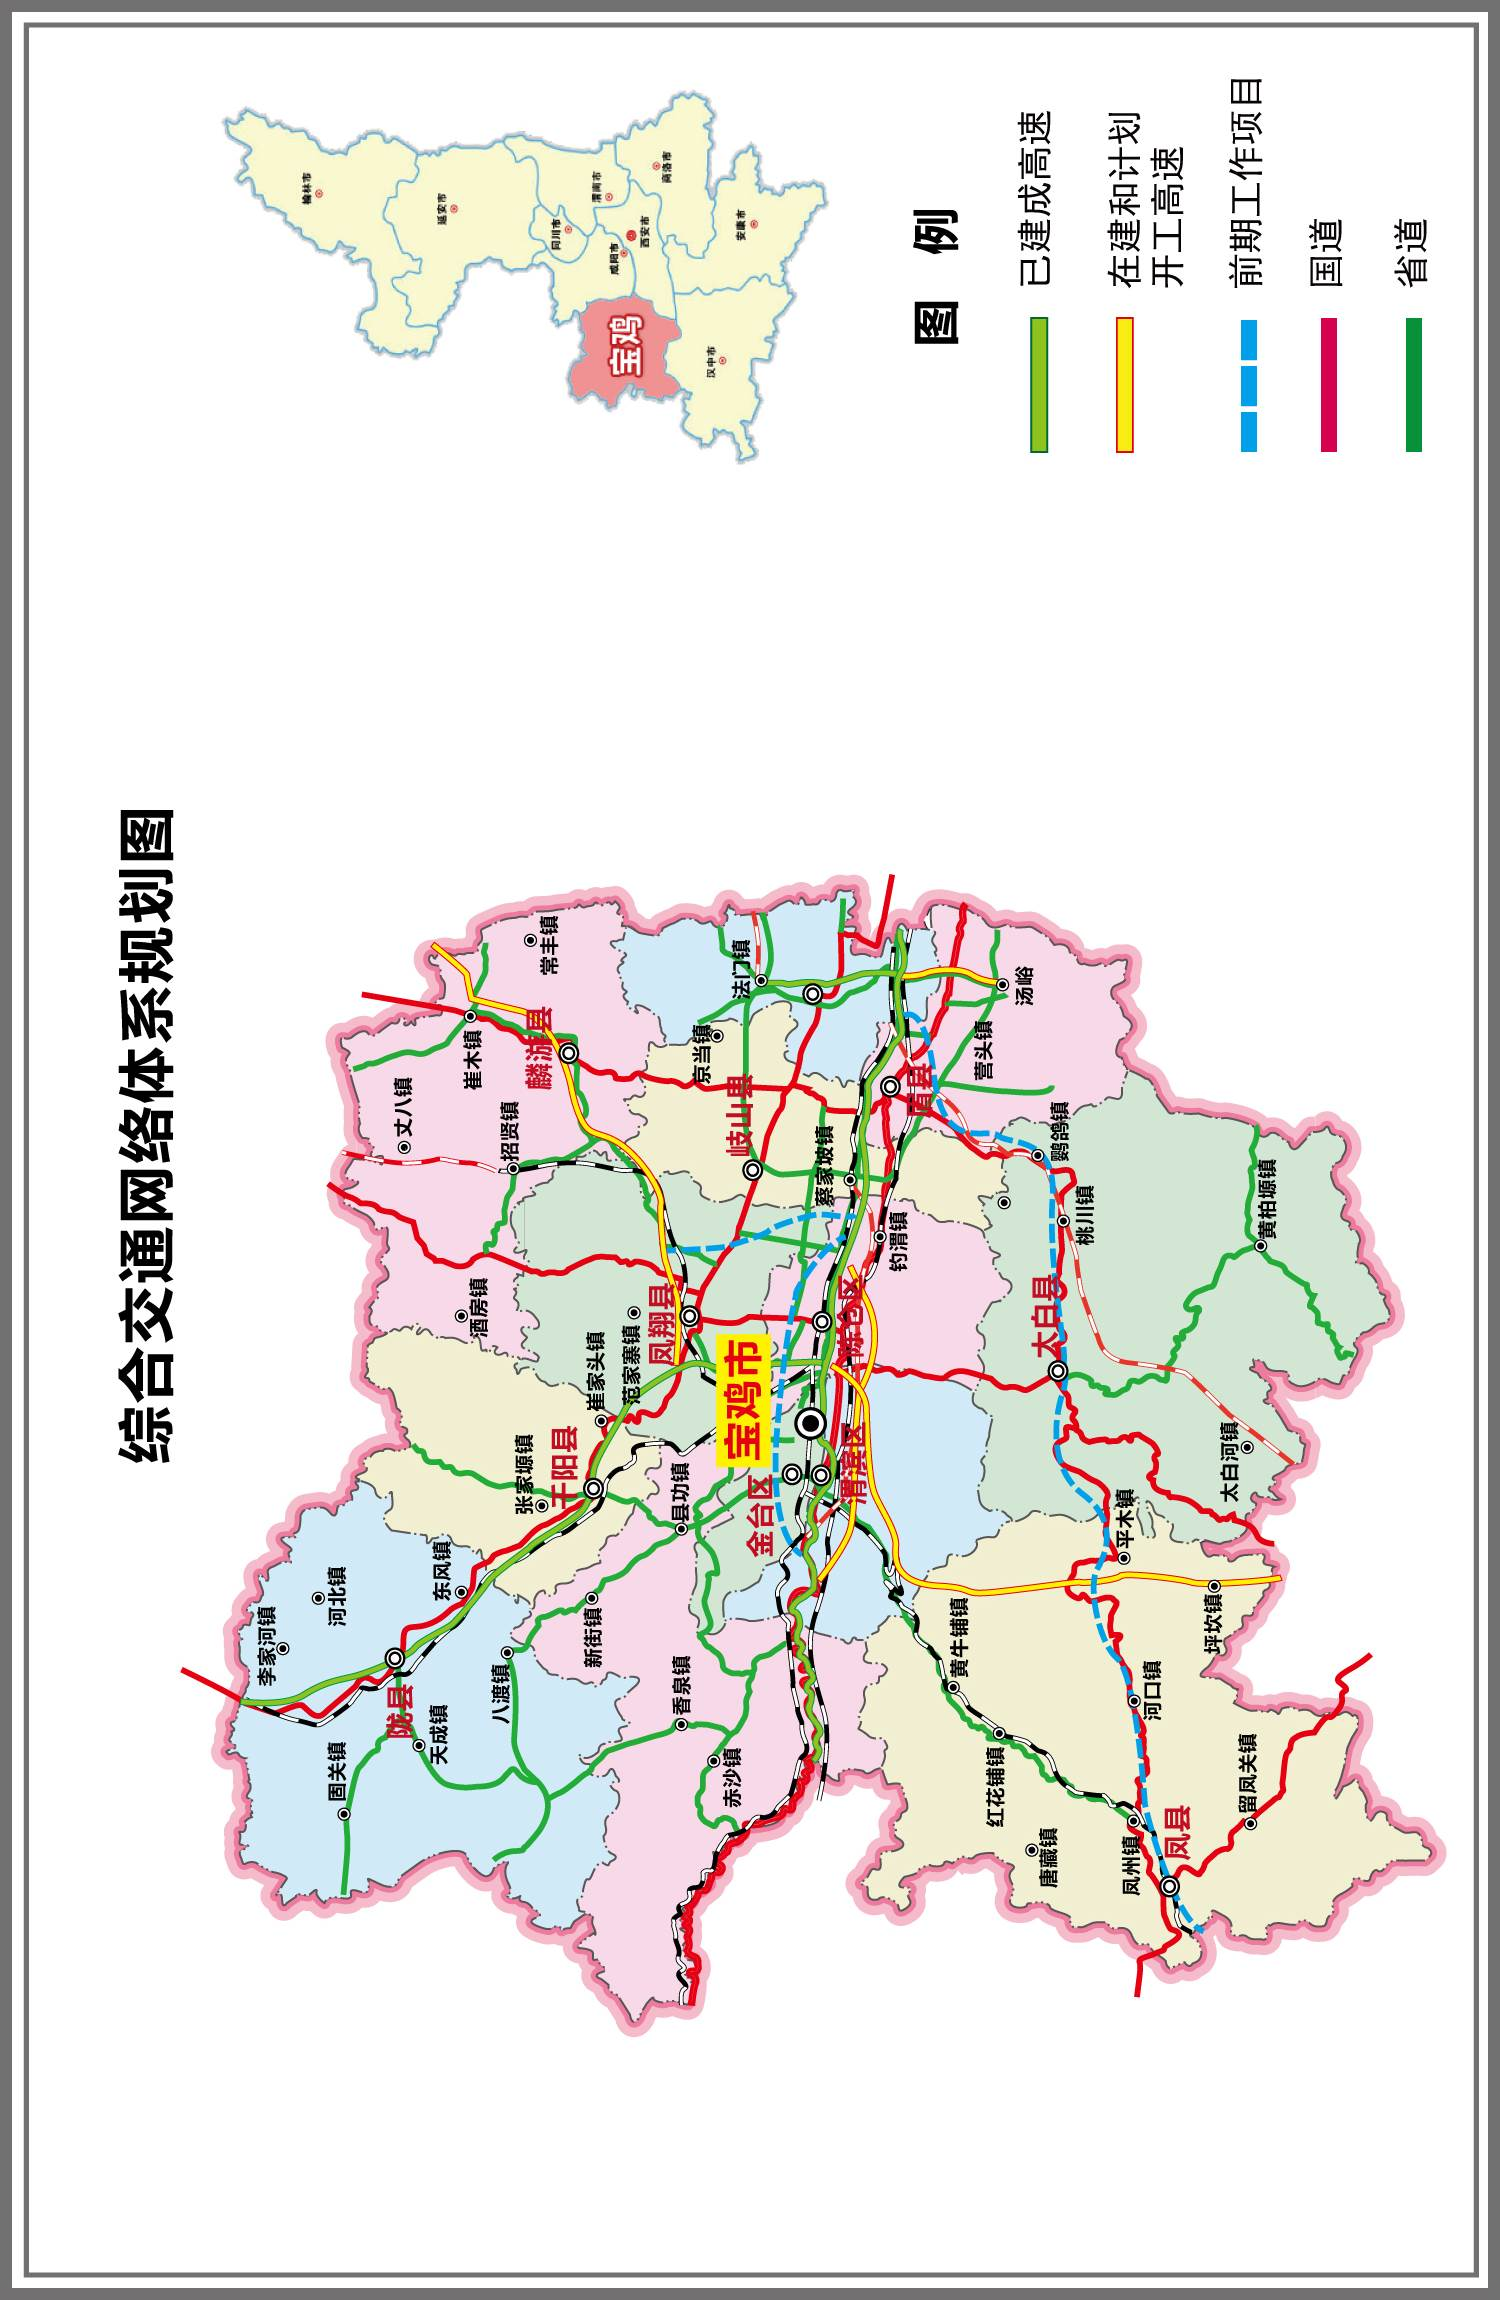 综合交通网络体系规划图
榆林市
延安市
铜川市
渭南市
咸阳市
西安市
商洛市
宝鸡
汉中市
安康市
图例
已建成高速
在建和计划
开工高速
前期工作项目
国道
省道
李家河镇
河北镇
固关镇
陇县
天成镇
东风镇
八渡镇
张家塬镇
千阳县
崔家头镇
范家寨镇
新街镇
县功镇
香泉镇
赤沙镇
酒房镇
丈八镇
招贤镇
崔木镇
麟游县
常丰镇
凤翔县
宝鸡市
金台区
渭滨区
陈仓区
岐山县
京当镇
法门镇
蔡家坡镇
钓渭镇
眉县
营头镇
汤峪
鹦鸽镇
桃川镇
太白县
黄柏塬镇
太白河镇
平木镇
坪坎镇
黄牛铺镇
红花铺镇
河口镇
唐藏镇
凤州镇
凤县
留凤关镇